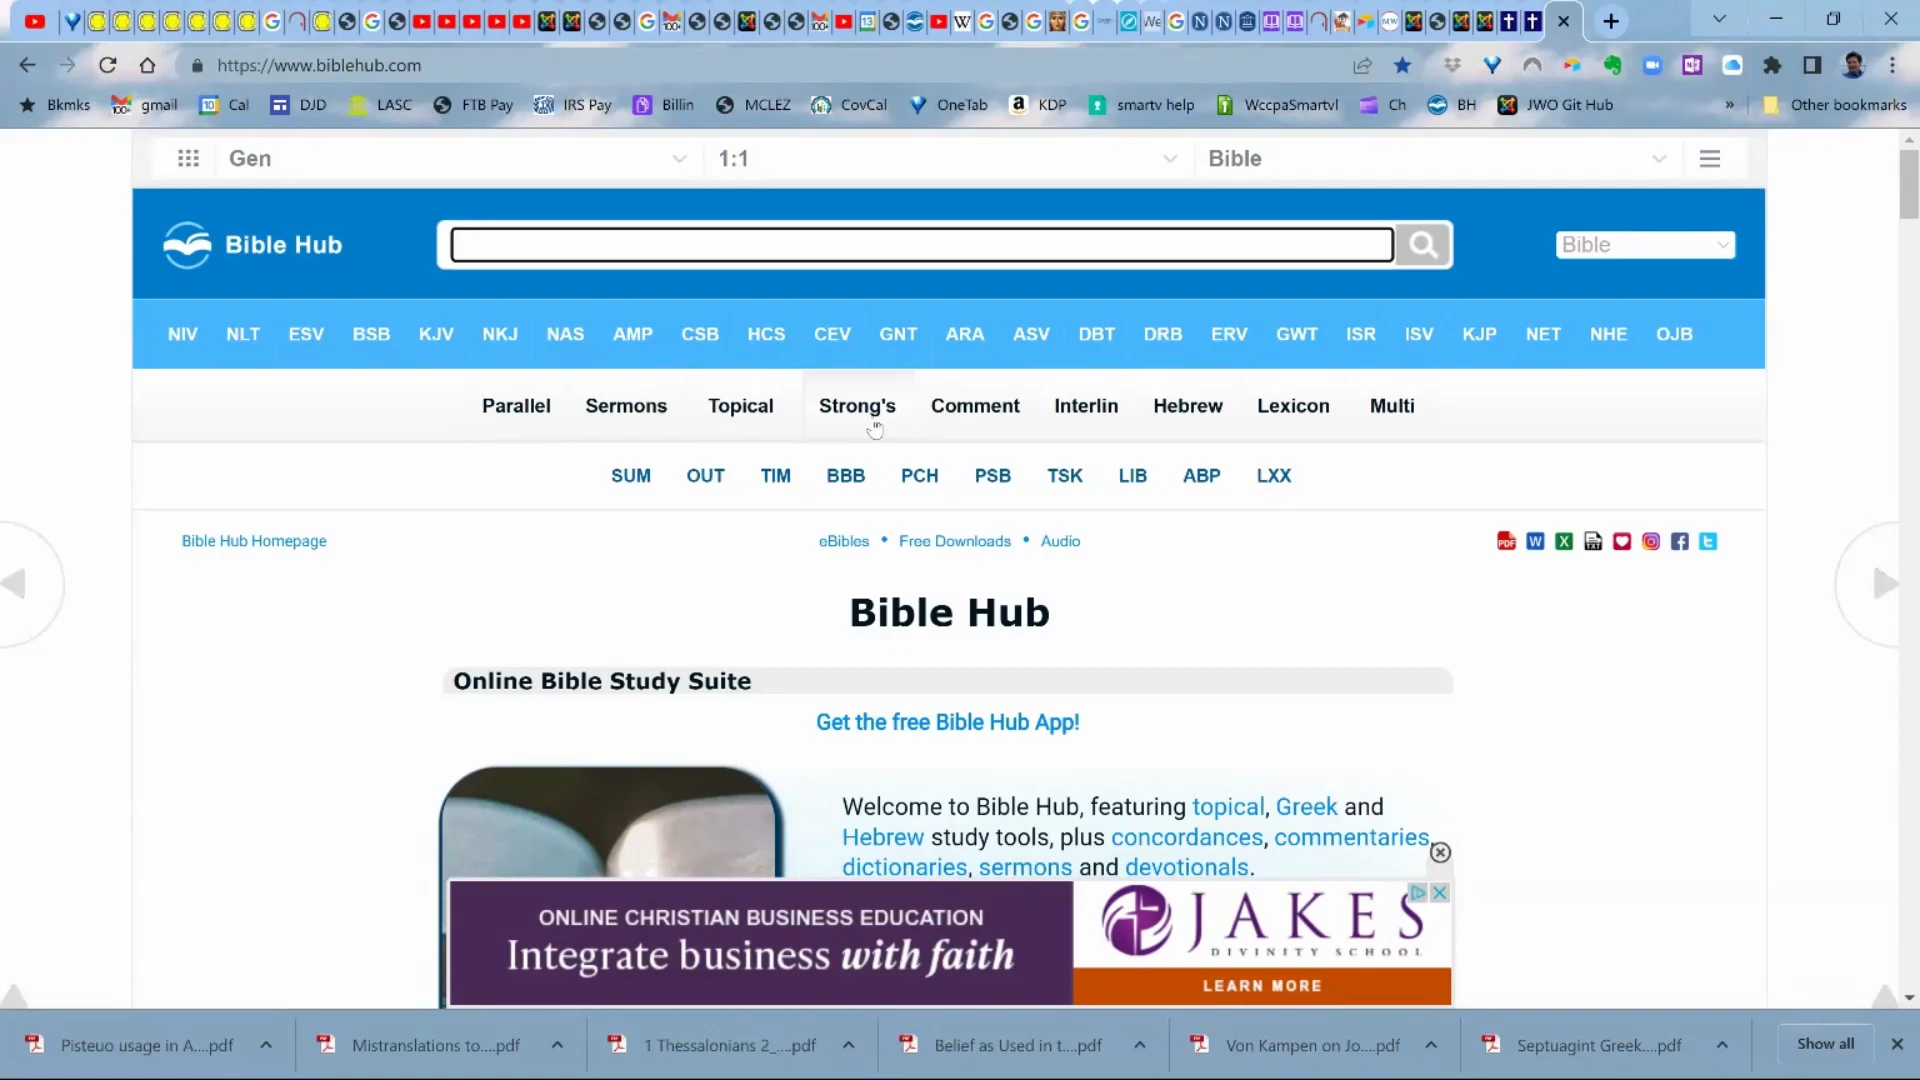 https://www.biblehub.com
Bkmks gmail Cal DJD LASC FTB Pay IRS Pay Billin MCLEZ CovCal OneTab KDP smartv help WccpaSmartvl Ch BH JWO Git Hub » Other bookmarks
Gen 1:1 Bible
Bible Hub Bible
NIV NLT ESV BSB KJV NKJ NAS AMP CSB HCS CEV GNT ARA ASV DBT DRB ERV GWT ISR ISV KJP NET NHE OJB
Parallel Sermons Topical Strong's Comment Interlin Hebrew Lexicon Multi
SUM OUT TIM BBB PCH PSB TSK LIB ABP LXX
Bible Hub Homepage eBibles • Free Downloads • Audio
Bible Hub
Online Bible Study Suite
Get the free Bible Hub App!
Welcome to Bible Hub, featuring topical, Greek and
Hebrew study tools, plus concordances, commentaries,
dictionaries, sermons and devotionals.
ONLINE CHRISTIAN BUSINESS EDUCATION
Integrate business with faith
JAKES
DIVINITY SCHOOL
LEARN MORE
Pisteuo usage in A....pdf Mistranslations to....pdf 1 Thessalonians 2_....pdf Belief as Used in t....pdf Von Kampen on Jo....pdf Septuagint Greek....pdf Show all